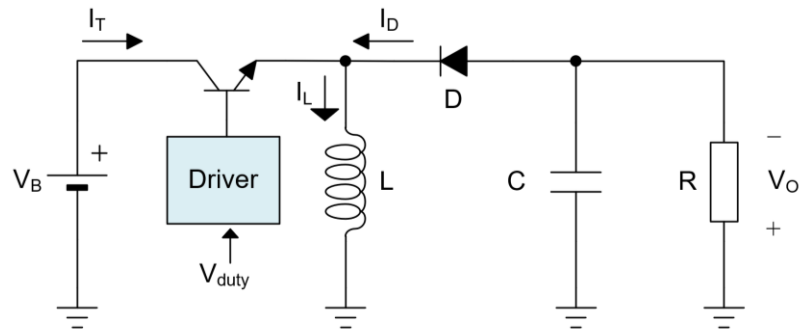 I_T
I_D
I_L
D
V_B
+
Driver
L
C
R
−
V_O
+
V_duty